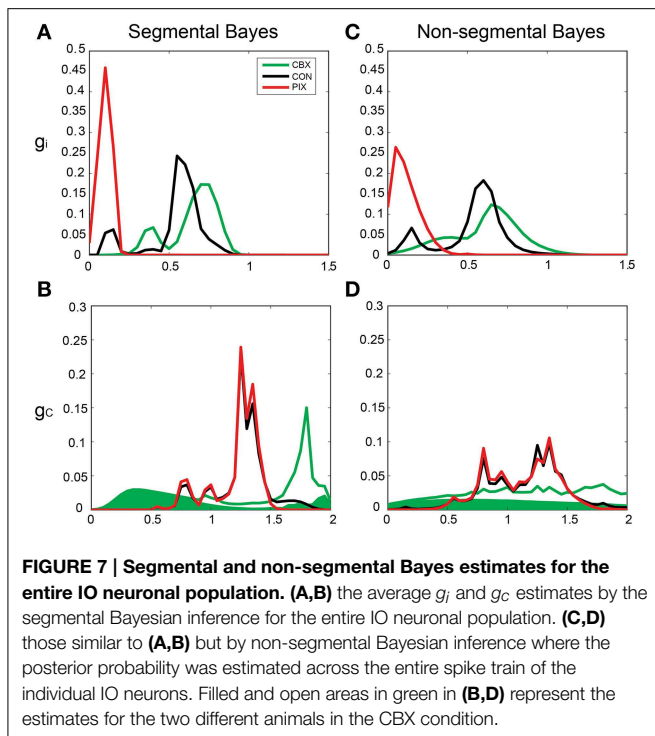 A Segmental Bayes
C Non-segmental Bayes
0.5
0.45
0.4
0.35
0.3
0.25
0.2
0.15
0.1
0.05
0
gi
CBX
CON
PIX
0 0.5 1 1.5
0.5
0.45
0.4
0.35
0.3
0.25
0.2
0.15
0.1
0.05
0
0 0.5 1 1.5
B
0.3
0.25
0.2
0.15
0.1
0.05
0
gC
0 0.5 1 1.5 2
D
0.3
0.25
0.2
0.15
0.1
0.05
0
0 0.5 1 1.5 2
FIGURE 7 | Segmental and non-segmental Bayes estimates for the
entire IO neuronal population. (A,B) the average gi and gC estimates by the
segmental Bayesian inference for the entire IO neuronal population. (C,D)
those similar to (A,B) but by non-segmental Bayesian inference where the
posterior probability was estimated across the entire spike train of the
individual IO neurons. Filled and open areas in green in (B,D) represent the
estimates for the two different animals in the CBX condition.